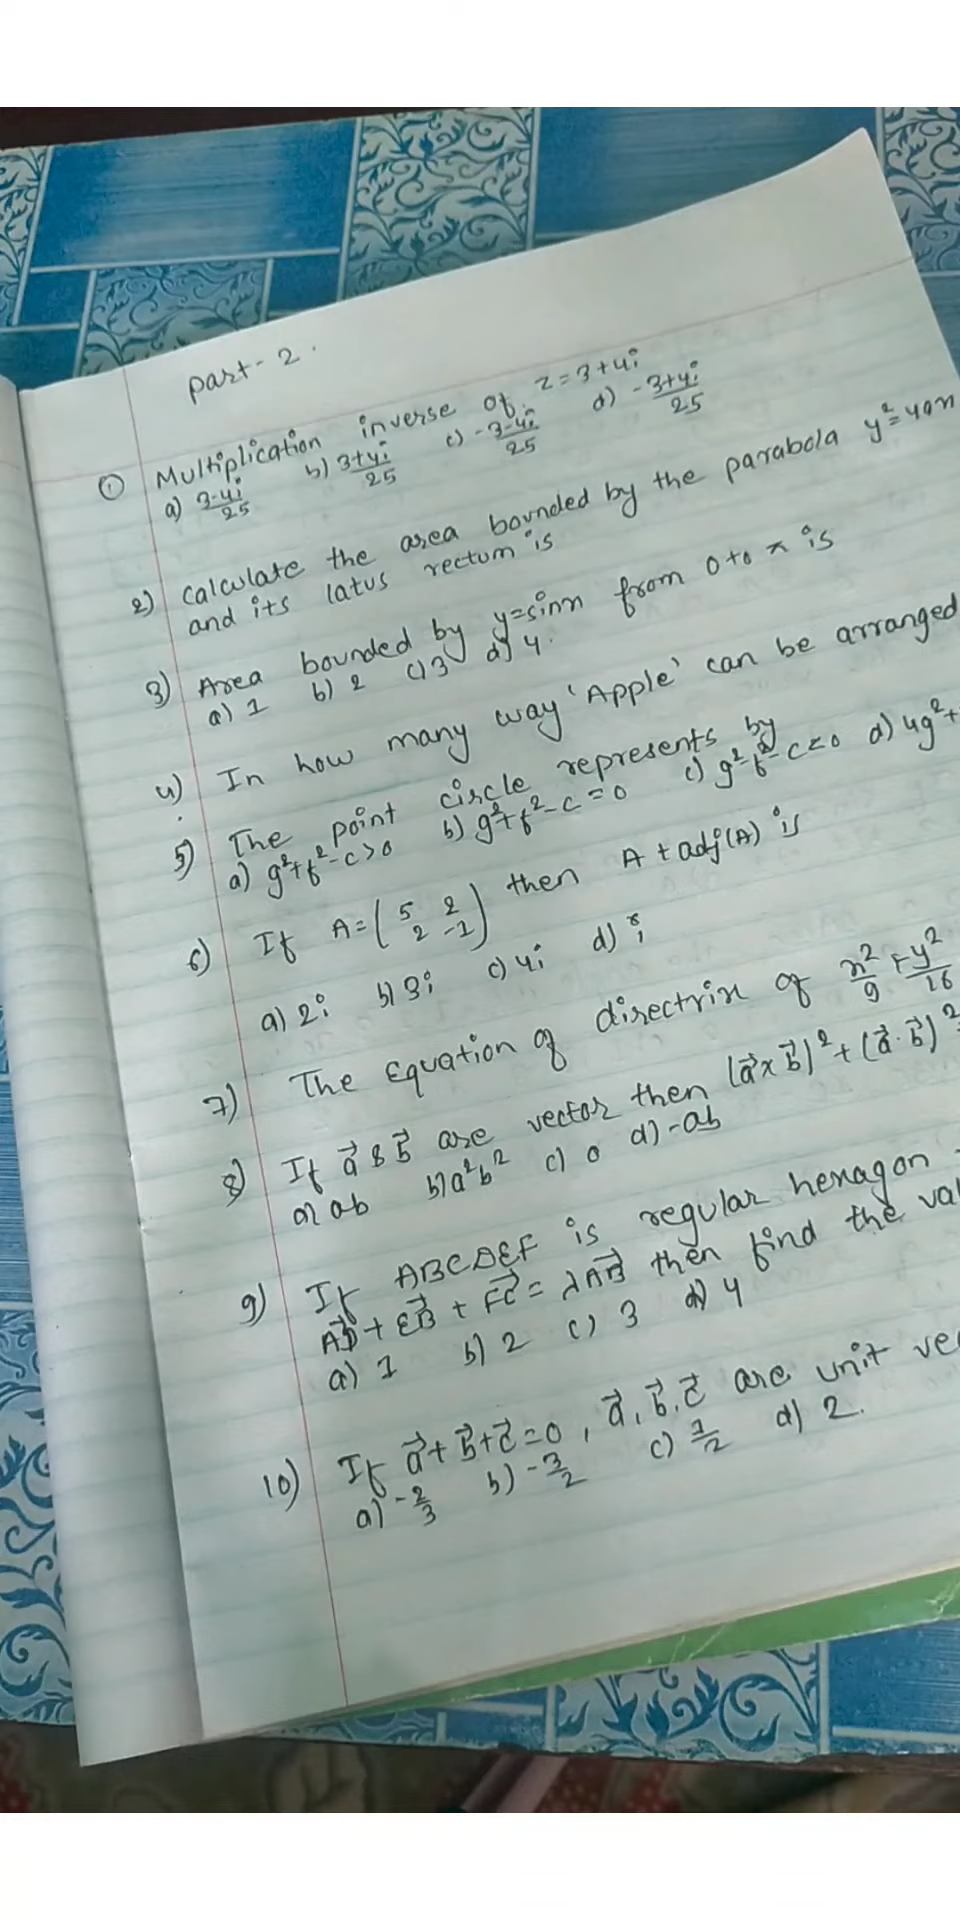 part-2.
① Multiplication inverse of z = 3+4i
a) 3-4i/25 b) 3+4i/25 c) -3-4i/25 d) -3+4i/25
2) Calculate the area bounded by the parabola y² = 4ax
and its latus rectum is
3) Area bounded by y=sinx from 0 to π is
a) 1 b) 2 c) 3 d) 4.
4) In how many way 'Apple' can be arranged
5) The point circle represents by
a) g²+f²-c>0 b) g²+f²-c=0 c) g²f²-c<0 d) 4g²+
6) If A = (5 2 2 -1) then A + adj(A) is
a) 2i b) 3i c) 4i d) i
7) The Equation of directrix of x²/9 + y²/16
8) If a⃗ & b⃗ are vector then (a⃗ x b⃗)² + (a⃗ . b⃗)² =
a) ab b) a²b² c) 0 d) -ab
9) If ABCDEF is regular hexagon
AD⃗ + EB⃗ + FC⃗ = λAB⃗ then find the val
a) 1 b) 2 c) 3 d) 4
10) If a⃗ + b⃗ + c⃗ = 0, a⃗, b⃗, c⃗ are unit vec
a) -2/3 b) -3/2 c) 1/2 d) 2.